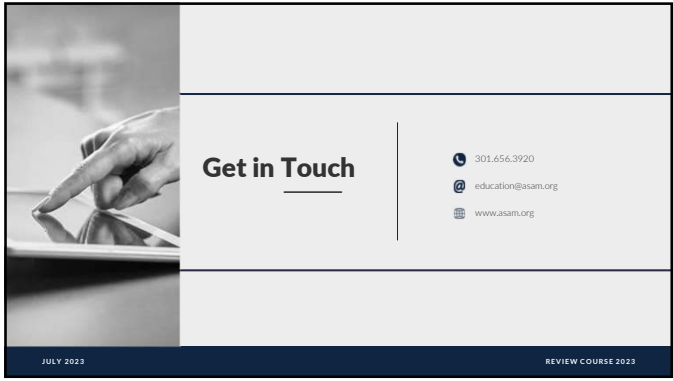 Get in Touch
301.656.3920
education@asam.org
www.asam.org
JULY 2023
REVIEW COURSE 2023